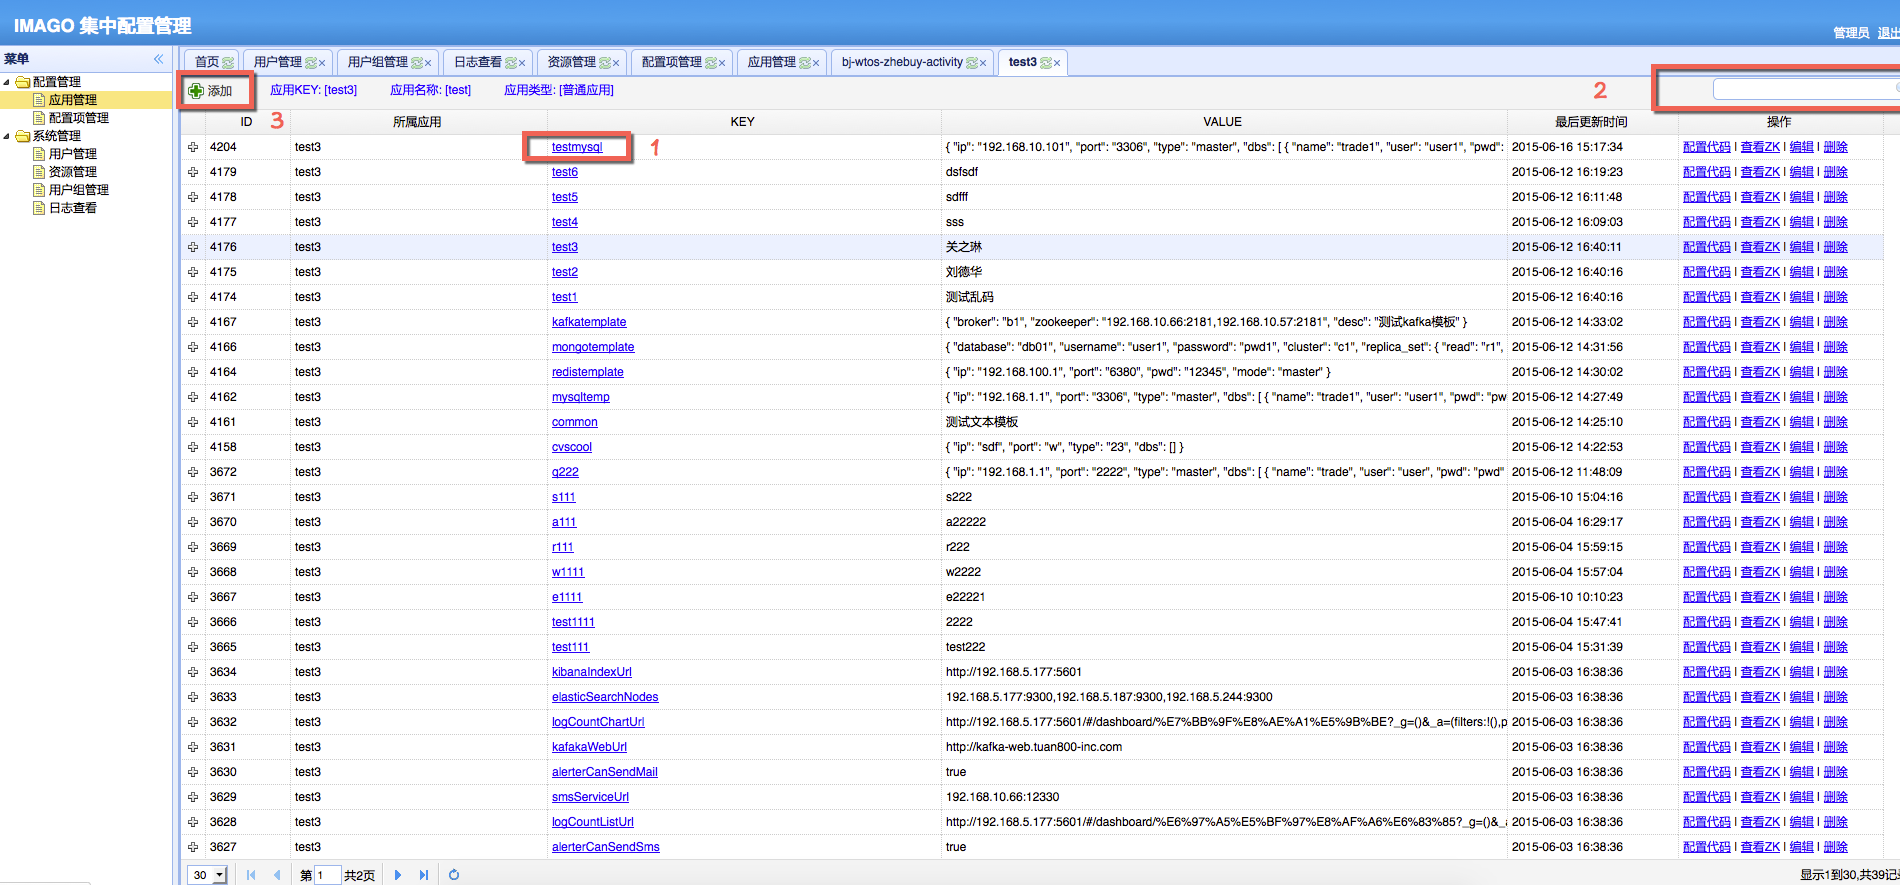 IMAGO 集中配置管理
管理员 退出
菜单
配置管理
应用管理
配置项管理
系统管理
用户管理
资源管理
用户组管理
日志查看
首页 用户管理 用户组管理 日志查看 资源管理 配置项管理 应用管理 bj-wtos-zhebuy-activity test3
添加 应用KEY: [test3] 应用名称: [test] 应用类型: [普通应用] 2
ID 3 所属应用 KEY VALUE 最后更新时间 操作
4204 test3 testmysql 1 { "ip": "192.168.10.101", "port": "3306", "type": "master", "dbs": [ { "name": "trade1", "user": "user1", "pwd": 2015-06-16 15:17:34 配置代码 | 查看ZK | 编辑 | 删除
4179 test3 test6 dsfsdf 2015-06-12 16:19:23 配置代码 | 查看ZK | 编辑 | 删除
4178 test3 test5 sdfff 2015-06-12 16:11:48 配置代码 | 查看ZK | 编辑 | 删除
4177 test3 test4 sss 2015-06-12 16:09:03 配置代码 | 查看ZK | 编辑 | 删除
4176 test3 test3 关之琳 2015-06-12 16:40:11 配置代码 | 查看ZK | 编辑 | 删除
4175 test3 test2 刘德华 2015-06-12 16:40:16 配置代码 | 查看ZK | 编辑 | 删除
4174 test3 test1 测试乱码 2015-06-12 16:40:16 配置代码 | 查看ZK | 编辑 | 删除
4167 test3 kafkatemplate { "broker": "b1", "zookeeper": "192.168.10.66:2181,192.168.10.57:2181", "desc": "测试kafka模板" } 2015-06-12 14:33:02 配置代码 | 查看ZK | 编辑 | 删除
4166 test3 mongotemplate { "database": "db01", "username": "user1", "password": "pwd1", "cluster": "c1", "replica_set": { "read": "r1", 2015-06-12 14:31:56 配置代码 | 查看ZK | 编辑 | 删除
4164 test3 redistemplate { "ip": "192.168.100.1", "port": "6380", "pwd": "12345", "mode": "master" } 2015-06-12 14:30:02 配置代码 | 查看ZK | 编辑 | 删除
4162 test3 mysqltemp { "ip": "192.168.1.1", "port": "3306", "type": "master", "dbs": [ { "name": "trade1", "user": "user1", "pwd": "pw 2015-06-12 14:27:49 配置代码 | 查看ZK | 编辑 | 删除
4161 test3 common 测试文本模板 2015-06-12 14:25:10 配置代码 | 查看ZK | 编辑 | 删除
4158 test3 cvscool { "ip": "sdf", "port": "w", "type": "23", "dbs": [] } 2015-06-12 14:22:53 配置代码 | 查看ZK | 编辑 | 删除
3672 test3 q222 { "ip": "192.168.1.1", "port": "2222", "type": "master", "dbs": [ { "name": "trade", "user": "user", "pwd": "pwd" 2015-06-12 11:48:09 配置代码 | 查看ZK | 编辑 | 删除
3671 test3 s111 s222 2015-06-10 15:04:16 配置代码 | 查看ZK | 编辑 | 删除
3670 test3 a111 a22222 2015-06-04 16:29:17 配置代码 | 查看ZK | 编辑 | 删除
3669 test3 r111 r222 2015-06-04 15:59:15 配置代码 | 查看ZK | 编辑 | 删除
3668 test3 w1111 w2222 2015-06-04 15:57:04 配置代码 | 查看ZK | 编辑 | 删除
3667 test3 e1111 e22221 2015-06-10 10:10:23 配置代码 | 查看ZK | 编辑 | 删除
3666 test3 test1111 2222 2015-06-04 15:47:41 配置代码 | 查看ZK | 编辑 | 删除
3665 test3 test111 test222 2015-06-04 15:31:39 配置代码 | 查看ZK | 编辑 | 删除
3634 test3 kibanaIndexUrl http://192.168.5.177:5601 2015-06-03 16:38:36 配置代码 | 查看ZK | 编辑 | 删除
3633 test3 elasticSearchNodes 192.168.5.177:9300,192.168.5.187:9300,192.168.5.244:9300 2015-06-03 16:38:36 配置代码 | 查看ZK | 编辑 | 删除
3632 test3 logCountChartUrl http://192.168.5.177:5601/#/dashboard/%E7%BB%9F%E8%AE%A1%E5%9B%BE?_g=()&_a=(filters:!(),p 2015-06-03 16:38:36 配置代码 | 查看ZK | 编辑 | 删除
3631 test3 kafakaWebUrl http://kafka-web.tuan800-inc.com 2015-06-03 16:38:36 配置代码 | 查看ZK | 编辑 | 删除
3630 test3 alerterCanSendMail true 2015-06-03 16:38:36 配置代码 | 查看ZK | 编辑 | 删除
3629 test3 smsServiceUrl 192.168.10.66:12330 2015-06-03 16:38:36 配置代码 | 查看ZK | 编辑 | 删除
3628 test3 logCountListUrl http://192.168.5.177:5601/#/dashboard/%E6%97%A5%E5%BF%97%E8%AF%A6%E6%83%85?_g=()&_ 2015-06-03 16:38:36 配置代码 | 查看ZK | 编辑 | 删除
3627 test3 alerterCanSendSms true 2015-06-03 16:38:36 配置代码 | 查看ZK | 编辑 | 删除
30 第 1 共2页 显示1到30,共39记